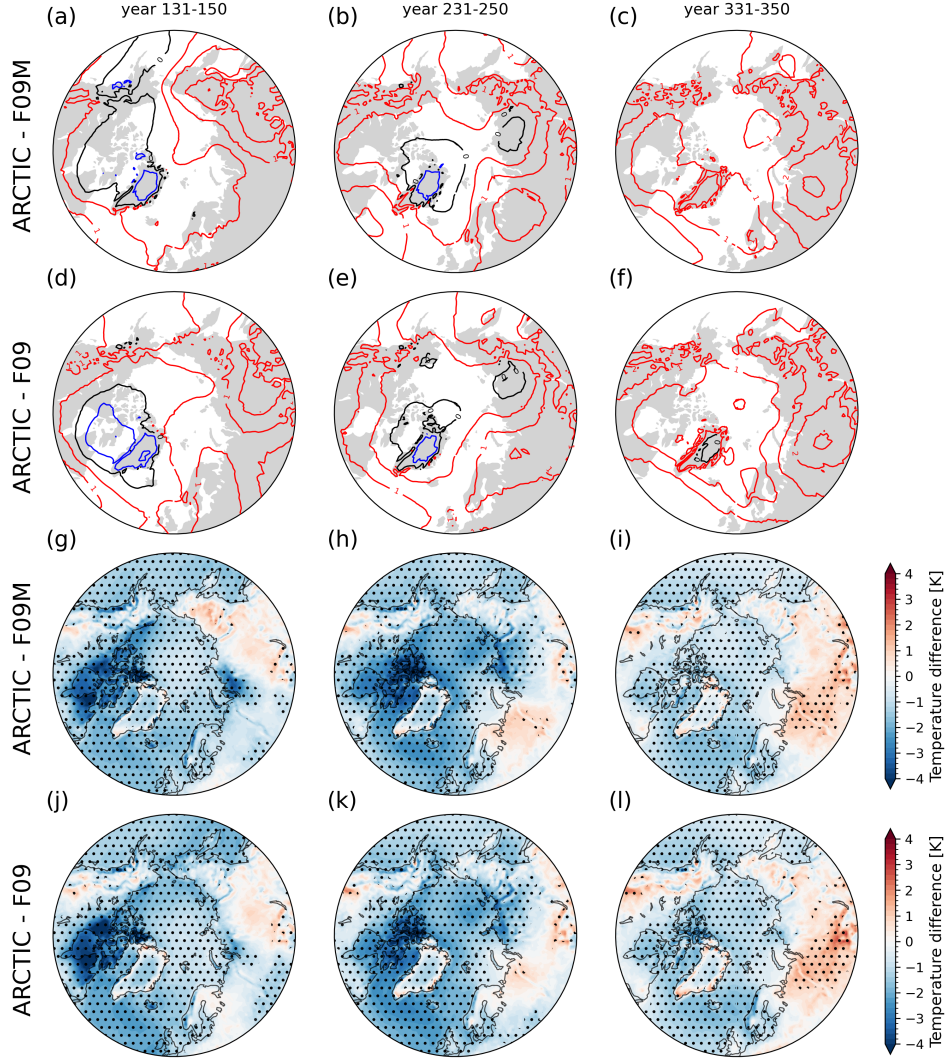 (a) year 131-150 (b) year 231-250 (c) year 331-350
ARCTIC - F09M
(d) (e) (f)
ARCTIC - F09
(g) (h) (i)
ARCTIC - F09M
4
3
2
1
0
−1
−2
−3
−4
Temperature difference [K]
(j) (k) (l)
ARCTIC - F09
4
3
2
1
0
−1
−2
−3
−4
Temperature difference [K]